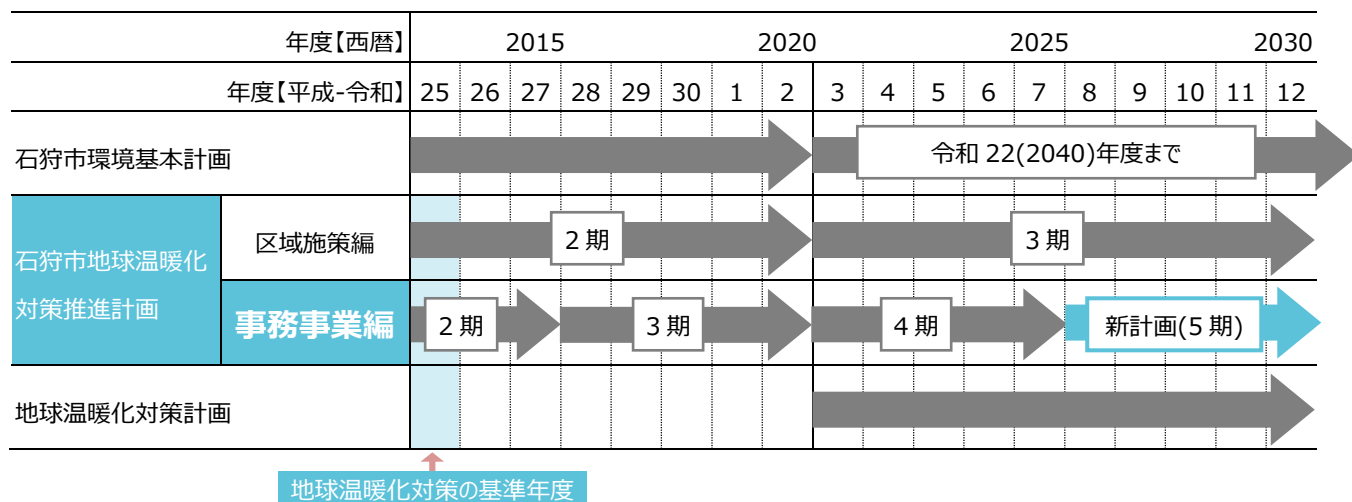 年度【西暦】 2015 2020 2025 2030
年度【平成-令和】 25 26 27 28 29 30 1 2 3 4 5 6 7 8 9 10 11 12
石狩市環境基本計画 令和 22(2040)年度まで
石狩市地球温暖化
対策推進計画
区域施策編 2 期 3 期
事務事業編 2 期 3 期 4 期 新計画(5 期)
地球温暖化対策計画
地球温暖化対策の基準年度